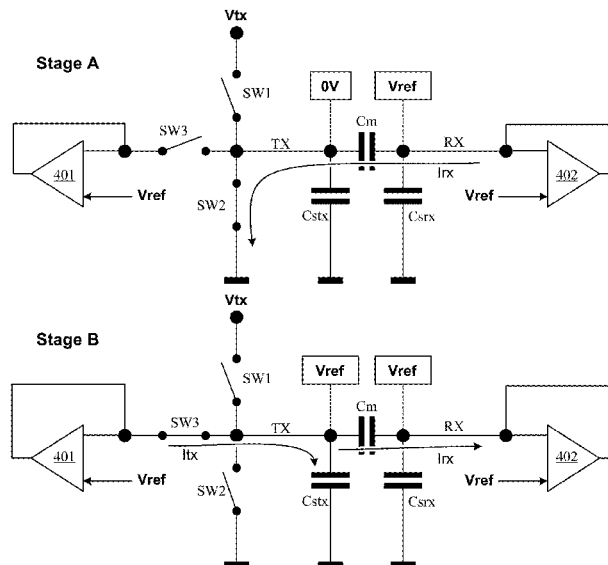 Vtx
Stage A
SW1
0V
Vref
Cm
SW3
TX
RX
401
402
Irx
Vref
Vref
SW2
Cstx
Csrx
Vtx
Stage B
SW1
Vref
Vref
Cm
SW3
TX
RX
401
Itx
Irx
402
Vref
Vref
SW2
Cstx
Csrx